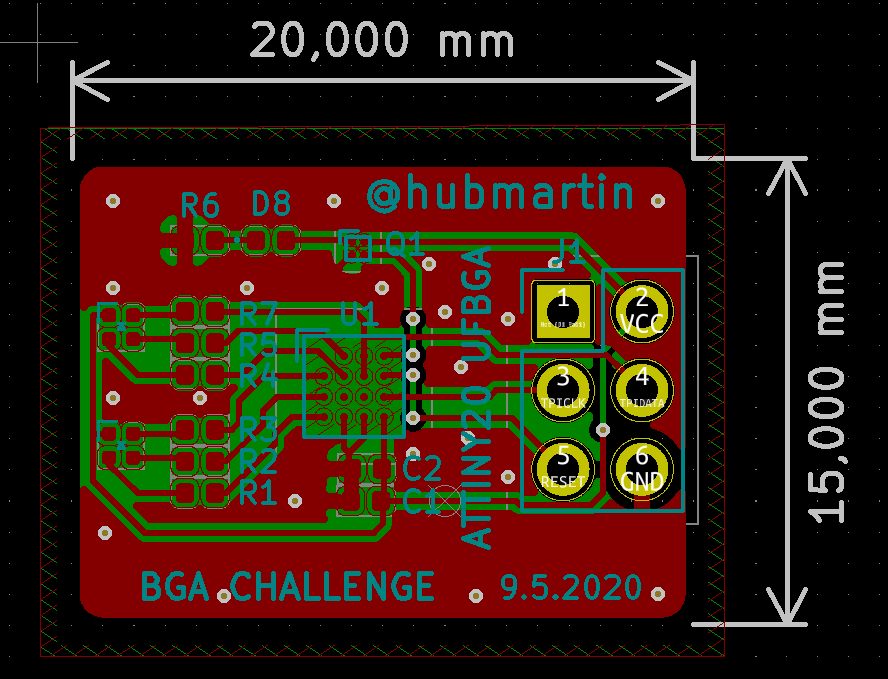 20,000 mm
@hubmartin
R6
D8
Q1
J1
1
2
VCC
R7
U1
R5
R4
3
TPICLK
4
TPIDATA
R3
R2
R1
C2
C1
5
RESET
6
GND
ATTINY20 UFBGA
15,000 mm
BGA CHALLENGE
9.5.2020